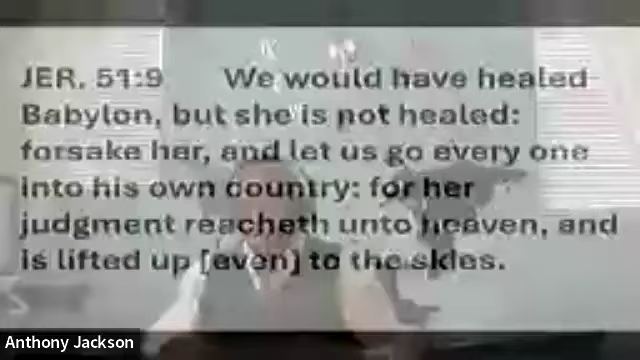 JER. 51:9 We would have healed
Babylon, but she is not healed:
forsake her, and let us go every one
into his own country: for her
judgment reacheth unto heaven, and
is lifted up [even] to the skies.
Anthony Jackson